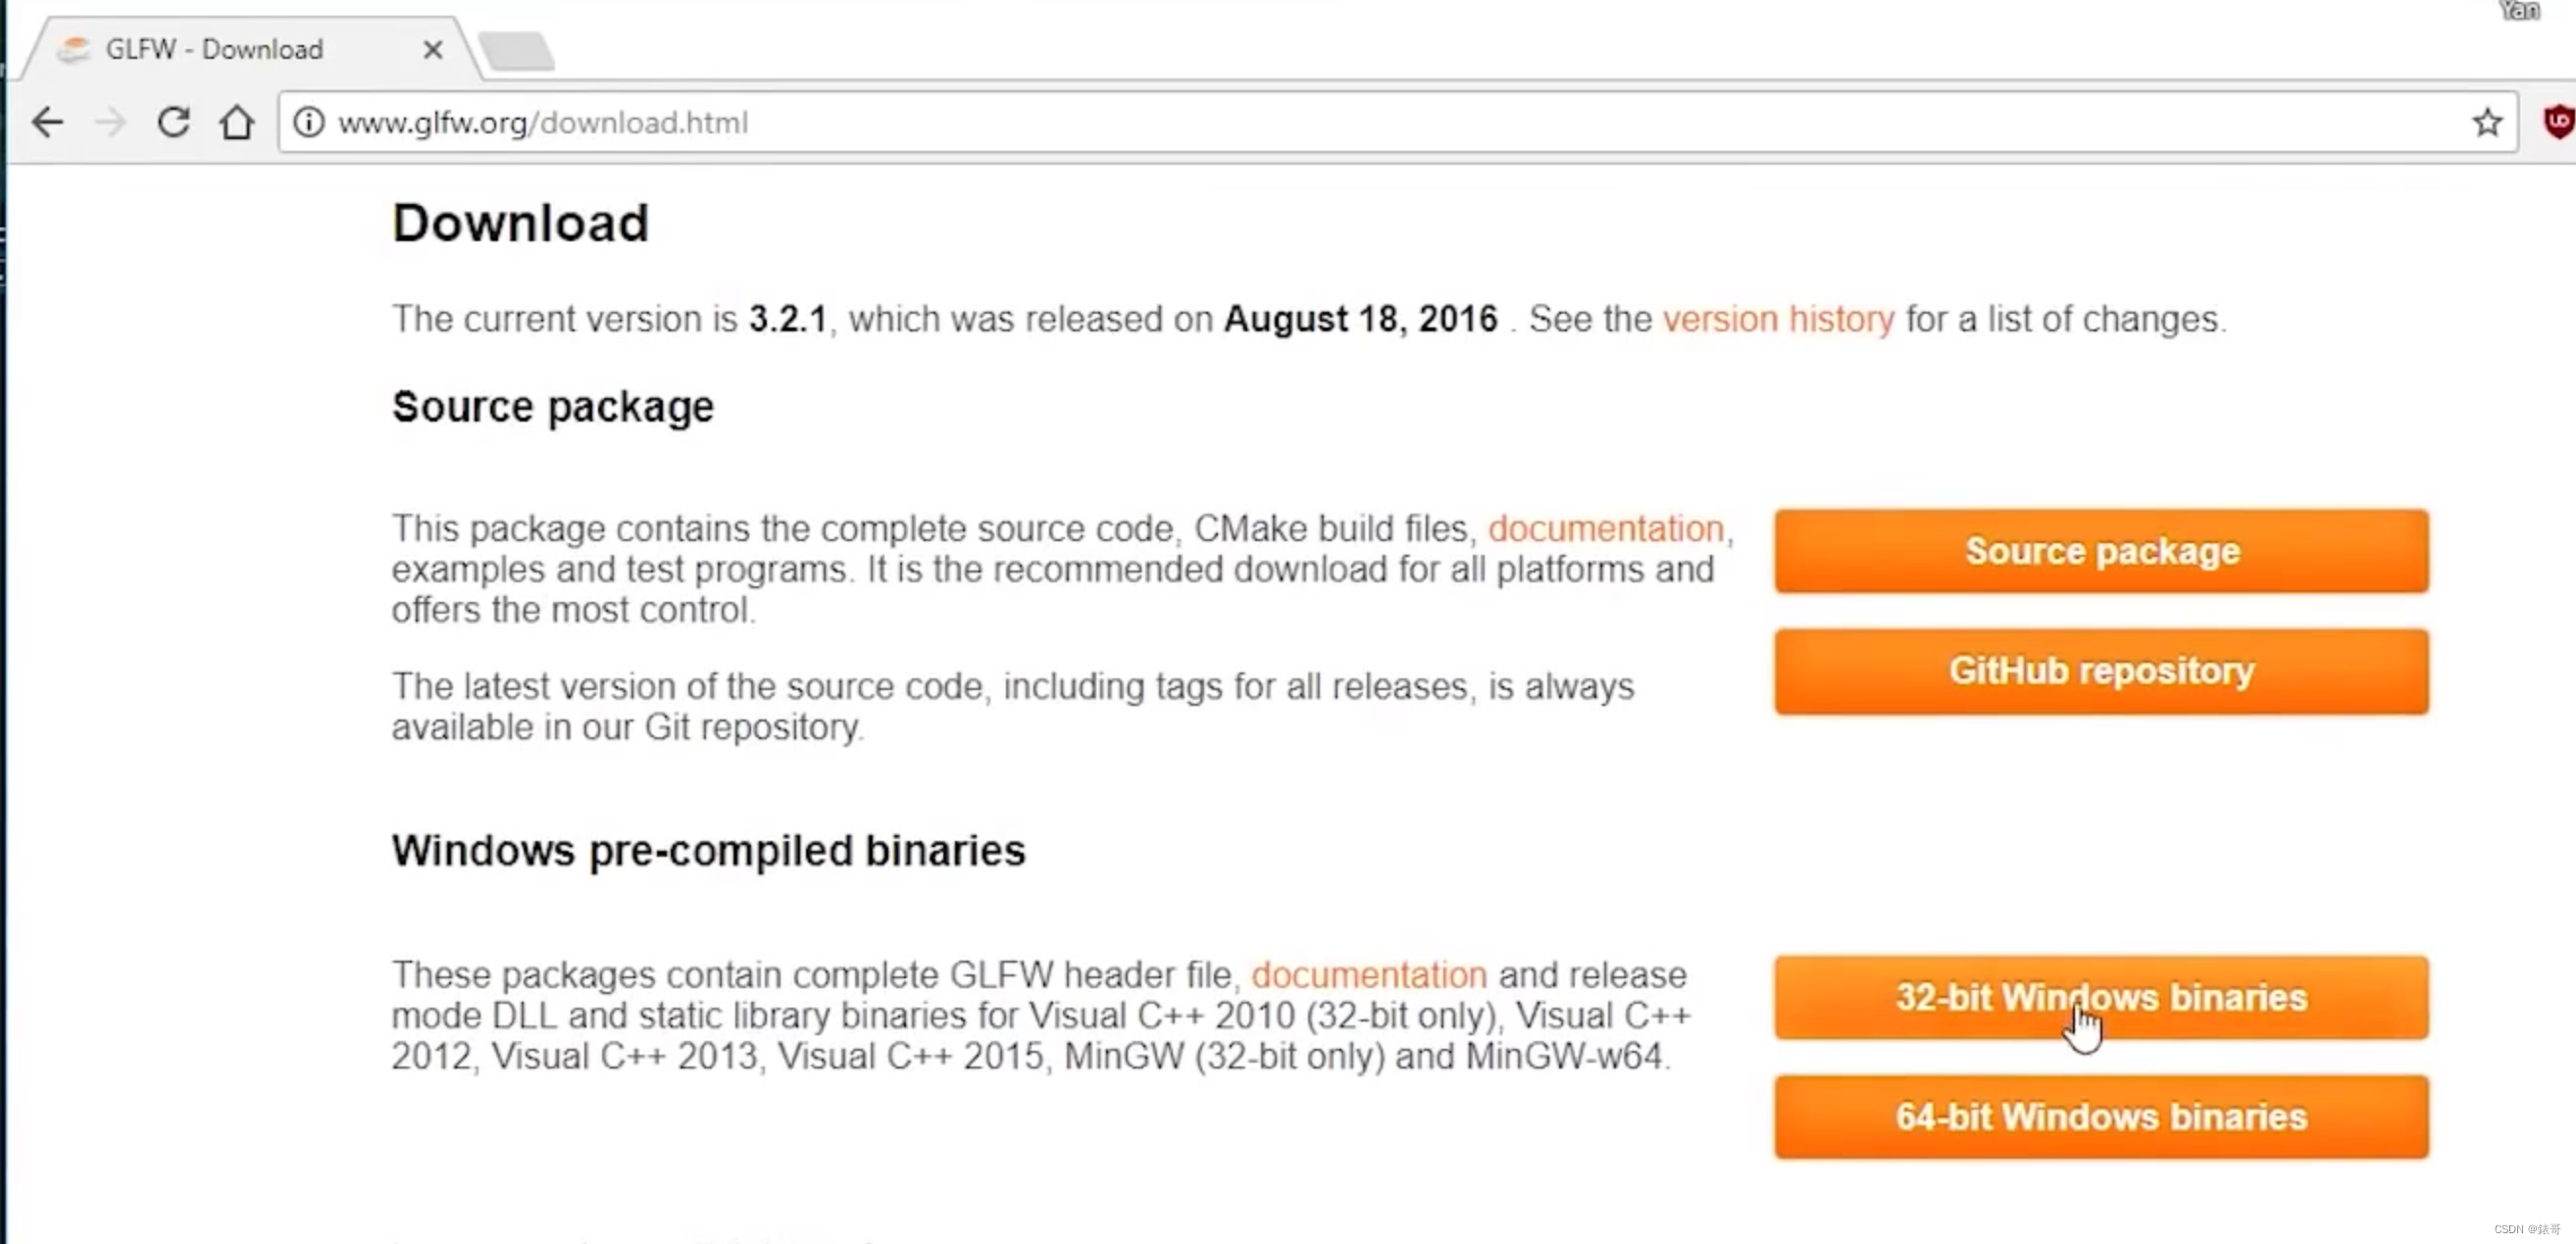 Yan
GLFW - Download
www.glfw.org/download.html
Download
The current version is 3.2.1, which was released on August 18, 2016 . See the version history for a list of changes.
Source package
This package contains the complete source code, CMake build files, documentation,
examples and test programs. It is the recommended download for all platforms and
offers the most control.
Source package
GitHub repository
The latest version of the source code, including tags for all releases, is always
available in our Git repository.
Windows pre-compiled binaries
These packages contain complete GLFW header file, documentation and release
mode DLL and static library binaries for Visual C++ 2010 (32-bit only), Visual C++
2012, Visual C++ 2013, Visual C++ 2015, MinGW (32-bit only) and MinGW-w64.
32-bit Windows binaries
64-bit Windows binaries
CSDN @錶哥